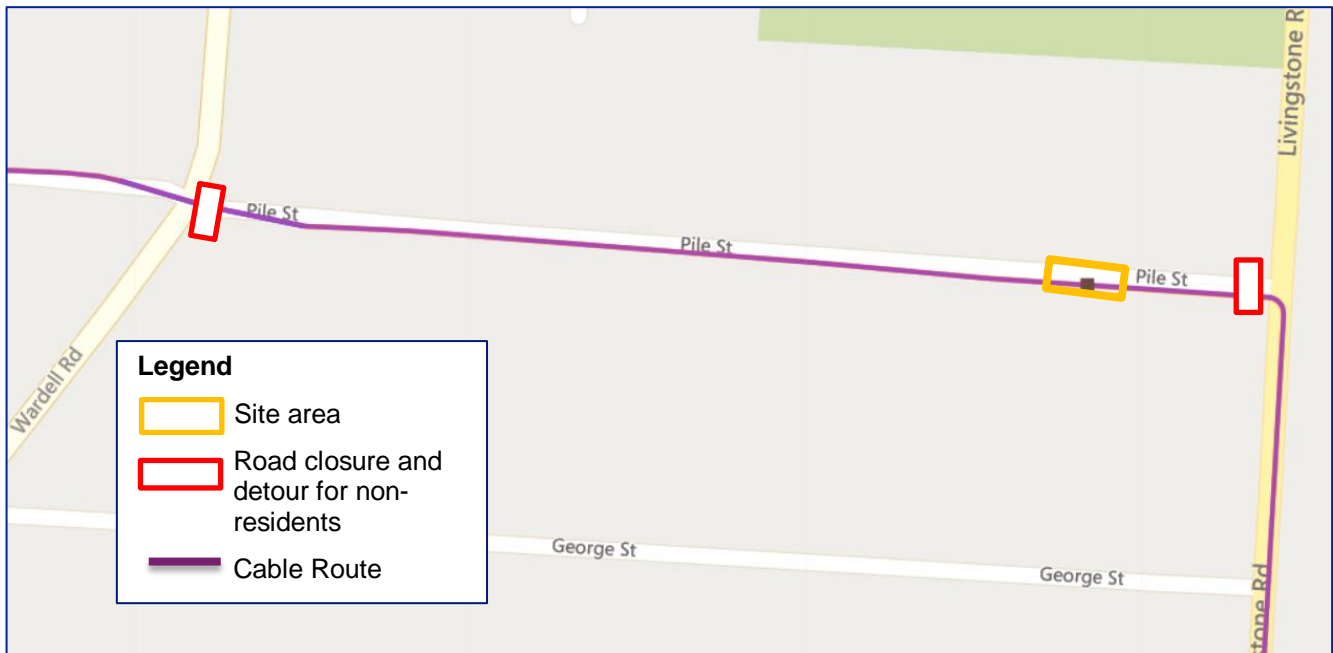 Livingstone R
Pile St
Pile St
Pile St
Wardell Rd
Legend
Site area
Road closure and
detour for non-
residents
Cable Route
George St
George St
stone Rd